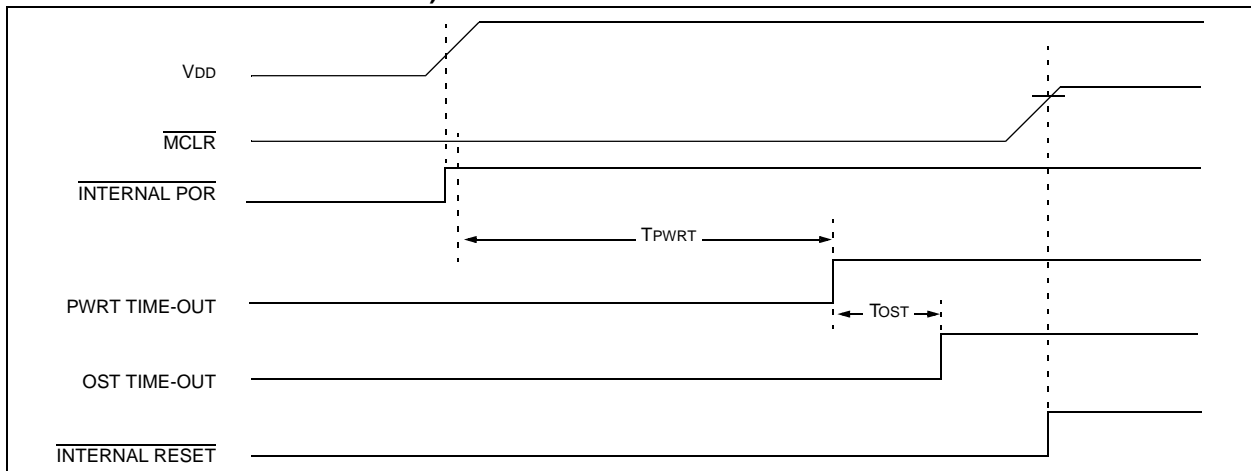 VDD
MCLR
INTERNAL POR
TPWRT
PWRT TIME-OUT
TOST
OST TIME-OUT
INTERNAL RESET